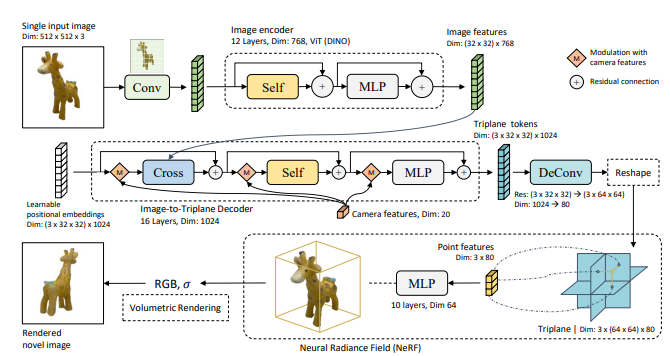 Single input image
Dim: 512 x 512 x 3
Conv
Image encoder
12 Layers, Dim: 768, ViT (DINO)
Self
+
MLP
+
Image features
Dim: (32 x 32) x 768
M
Modulation with
camera features
+
Residual connection
Triplane tokens
Dim: (3 x 32 x 32) x 1024
M
Cross
+
M
Self
+
M
MLP
+
DeConv
Reshape
Res: (3 x 32 x 32) → (3 x 64 x 64)
Dim: 1024 → 80
Learnable
positional embeddings
Dim: (3 x 32 x 32) x 1024
Image-to-Triplane Decoder
16 Layers, Dim: 1024
Camera features, Dim: 20
Rendered
novel image
RGB, σ
Volumetric Rendering
MLP
10 layers, Dim 64
Point features
Dim: 3 x 80
Triplane | Dim: 3 x (64 x 64) x 80
Neural Radiance Field (NeRF)